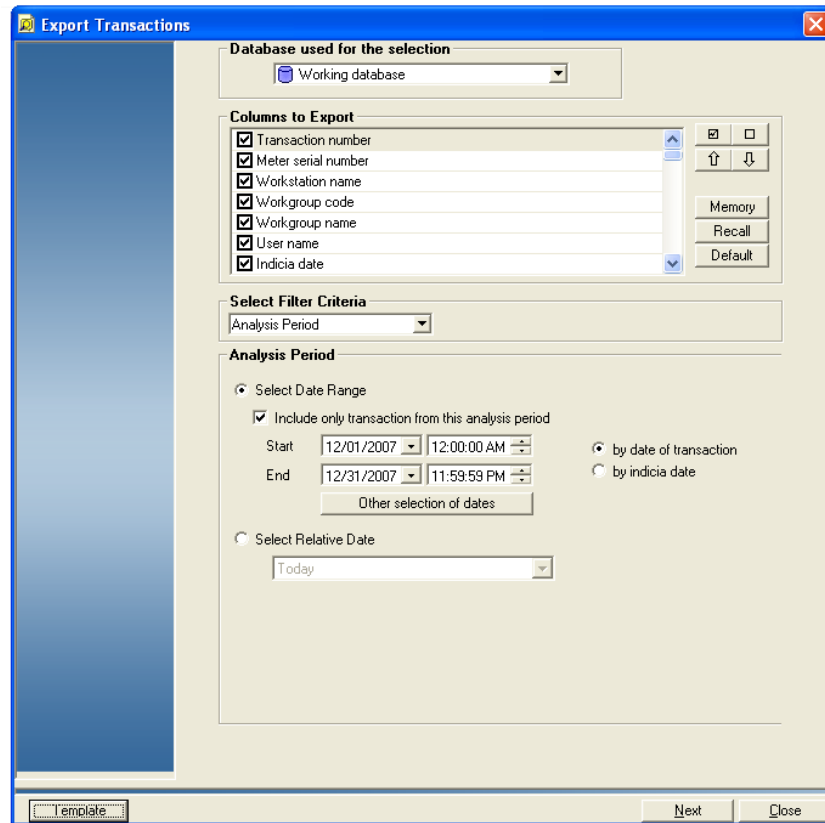 Export Transactions
Database used for the selection
Working database
Columns to Export
Transaction number
Meter serial number
Workstation name
Workgroup code
Workgroup name
User name
Indicia date
Memory
Recall
Default
Select Filter Criteria
Analysis Period
Analysis Period
Select Date Range
Include only transaction from this analysis period
Start 12/01/2007 12:00:00 AM
by date of transaction
End 12/31/2007 11:59:59 PM
by indicia date
Other selection of dates
Select Relative Date
Today
Template Next Close